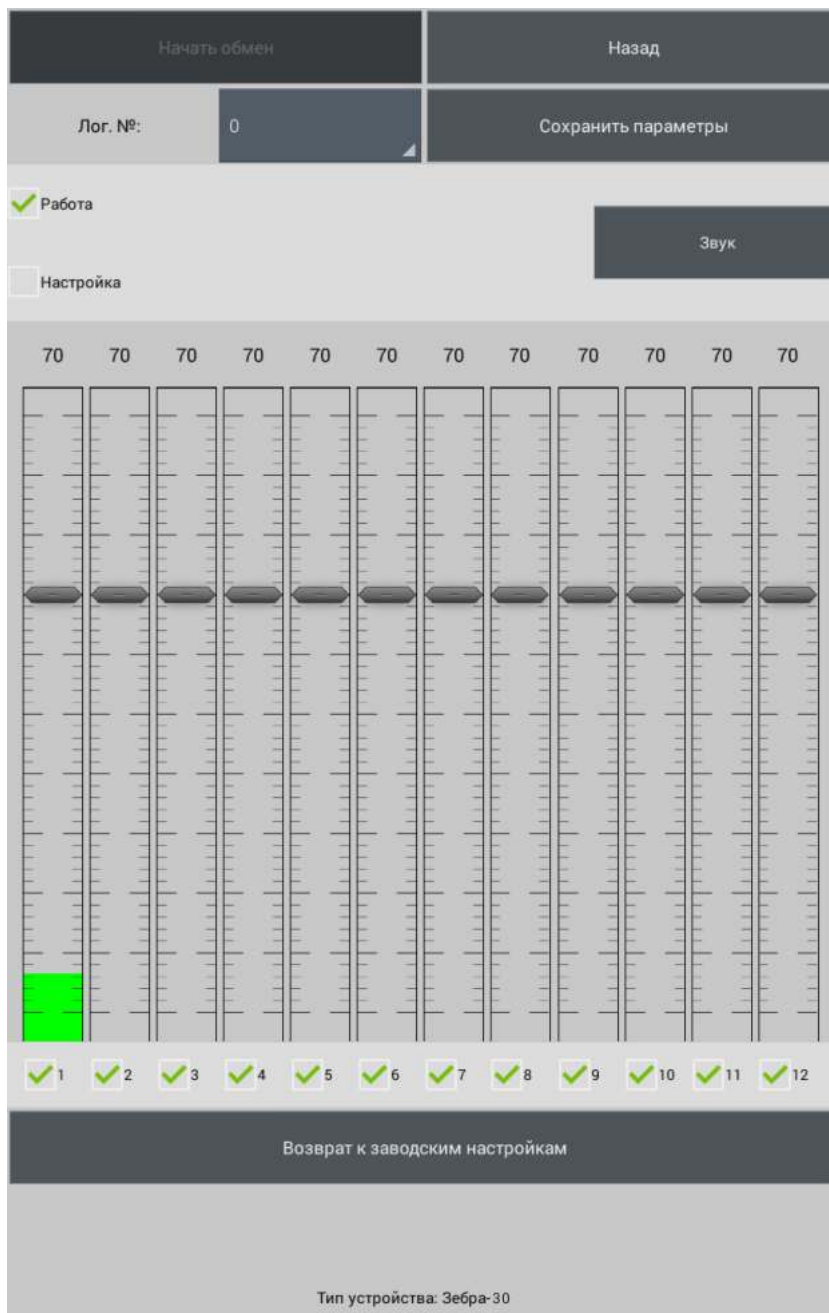 Начать обмен
Назад
Лог. №:
0
Сохранить параметры
Работа
Звук
Настройка
70 70 70 70 70 70 70 70 70 70 70 70
1 2 3 4 5 6 7 8 9 10 11 12
Возврат к заводским настройкам
Тип устройства: Зебра-30